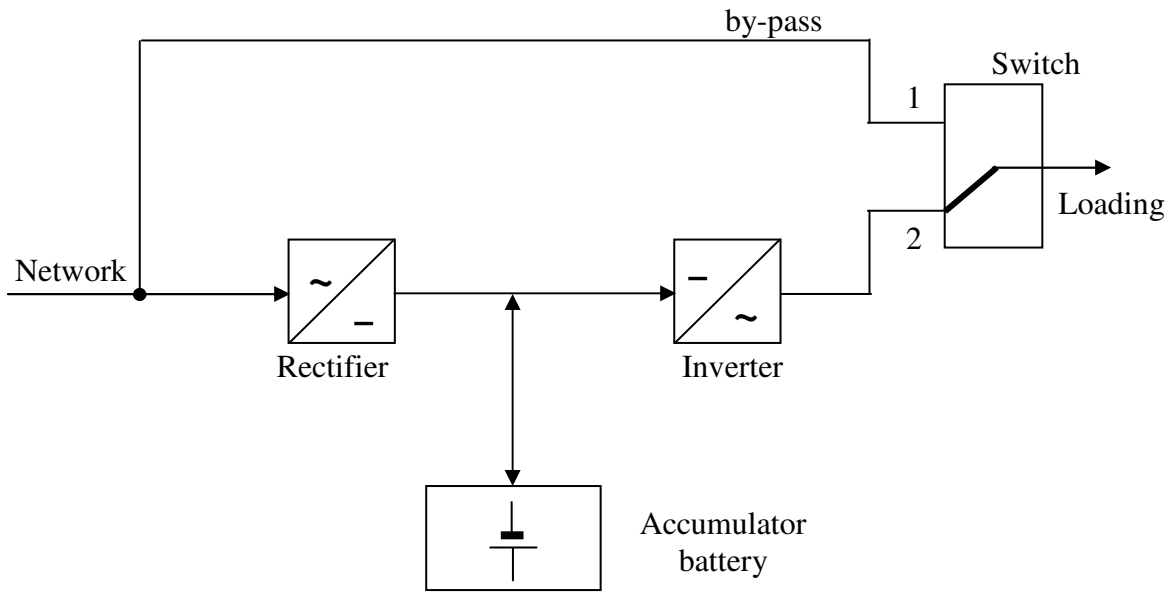 by-pass
Switch
1
Loading
2
Network
~
–
–
~
Rectifier
Inverter
Accumulator
battery